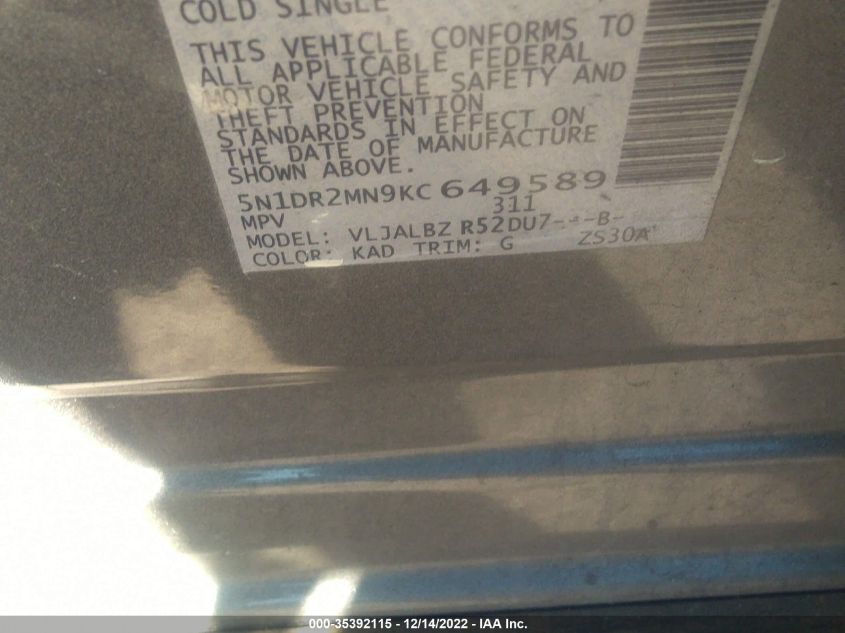 COLD SINGLE
THIS VEHICLE CONFORMS TO
ALL APPLICABLE FEDERAL
MOTOR VEHICLE SAFETY AND
THEFT PREVENTION
STANDARDS IN EFFECT ON
THE DATE OF MANUFACTURE
SHOWN ABOVE.
5N1DR2MN9KC 649589
MPV 311
MODEL: VLJALBZ R52DU7---B-
COLOR: KAD TRIM: G ZS30A
000-35392115 - 12/14/2022 - IAA Inc.